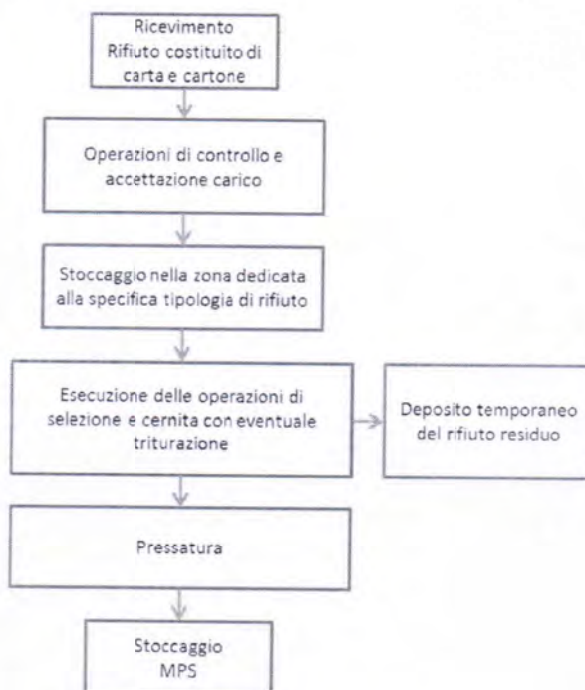 Ricevimento
Rifiuto costituito di
carta e cartone
Operazioni di controllo e
accettazione carico
Stoccaggio nella zona dedicata
alla specifica tipologia di rifiuto
Esecuzione delle operazioni di
selezione e cernita con eventuale
triturazione
Deposito temporaneo
del rifiuto residuo
Pressatura
Stoccaggio
MPS